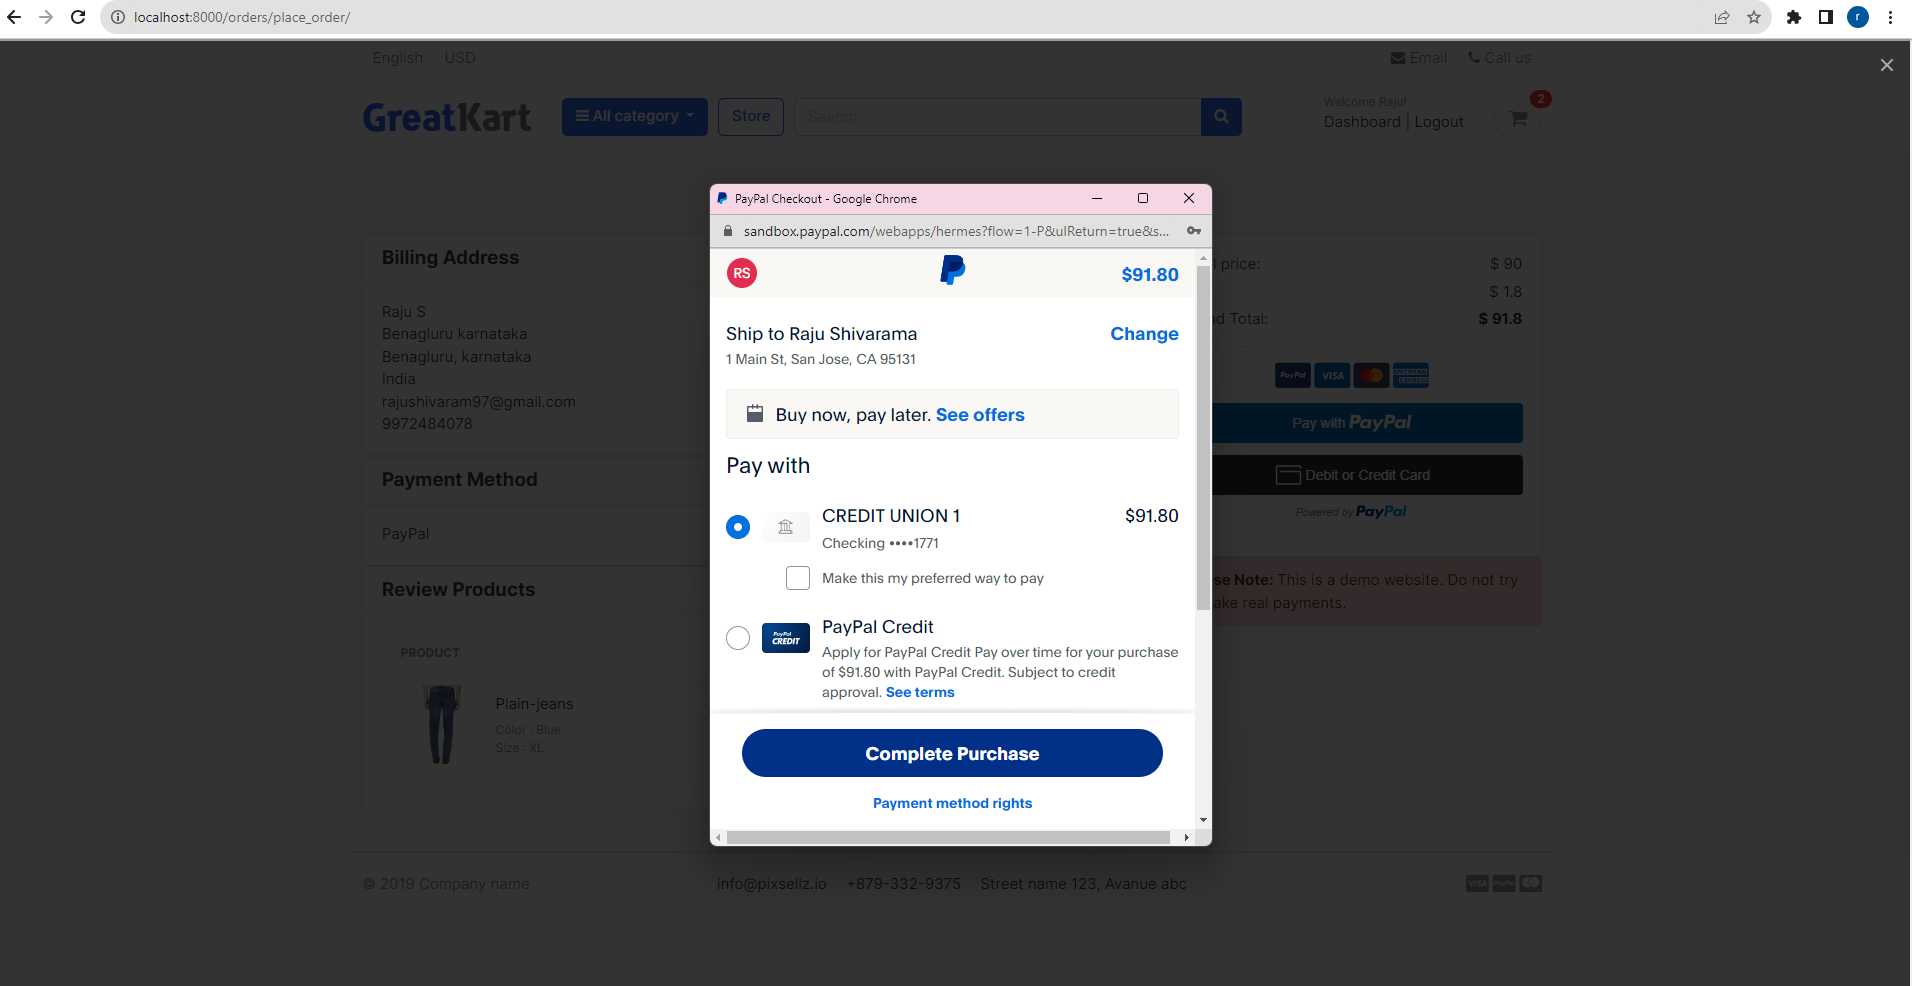 localhost:8000/orders/place_order/
r
English USD
Email Call us
GreatKart
All category
Store
Search
Welcome Raju!
Dashboard | Logout
2
PayPal Checkout - Google Chrome
sandbox.paypal.com/webapps/hermes?flow=1-P&ulReturn=true&s...
RS
$91.80
Ship to Raju Shivarama
Change
1 Main St, San Jose, CA 95131
Buy now, pay later. See offers
Pay with
CREDIT UNION 1
$91.80
Checking ••••1771
Make this my preferred way to pay
PayPal CREDIT
PayPal Credit
Apply for PayPal Credit Pay over time for your purchase
of $91.80 with PayPal Credit. Subject to credit
approval. See terms
Complete Purchase
Payment method rights
Billing Address
Raju S
Benagluru karnataka
Benagluru, karnataka
India
rajushivaram97@gmail.com
9972484078
Payment Method
PayPal
Review Products
PRODUCT
Plain-jeans
Color : Blue
Size : XL
price:
$ 90
$ 1.8
Total:
$ 91.8
PayPal VISA AMERICAN EXPRESS
Pay with PayPal
Debit or Credit Card
Powered by PayPal
Note: This is a demo website. Do not try
real payments.
© 2019 Company name
info@pixsellz.io +879-332-9375 Street name 123, Avanue abc
VISA PayPal